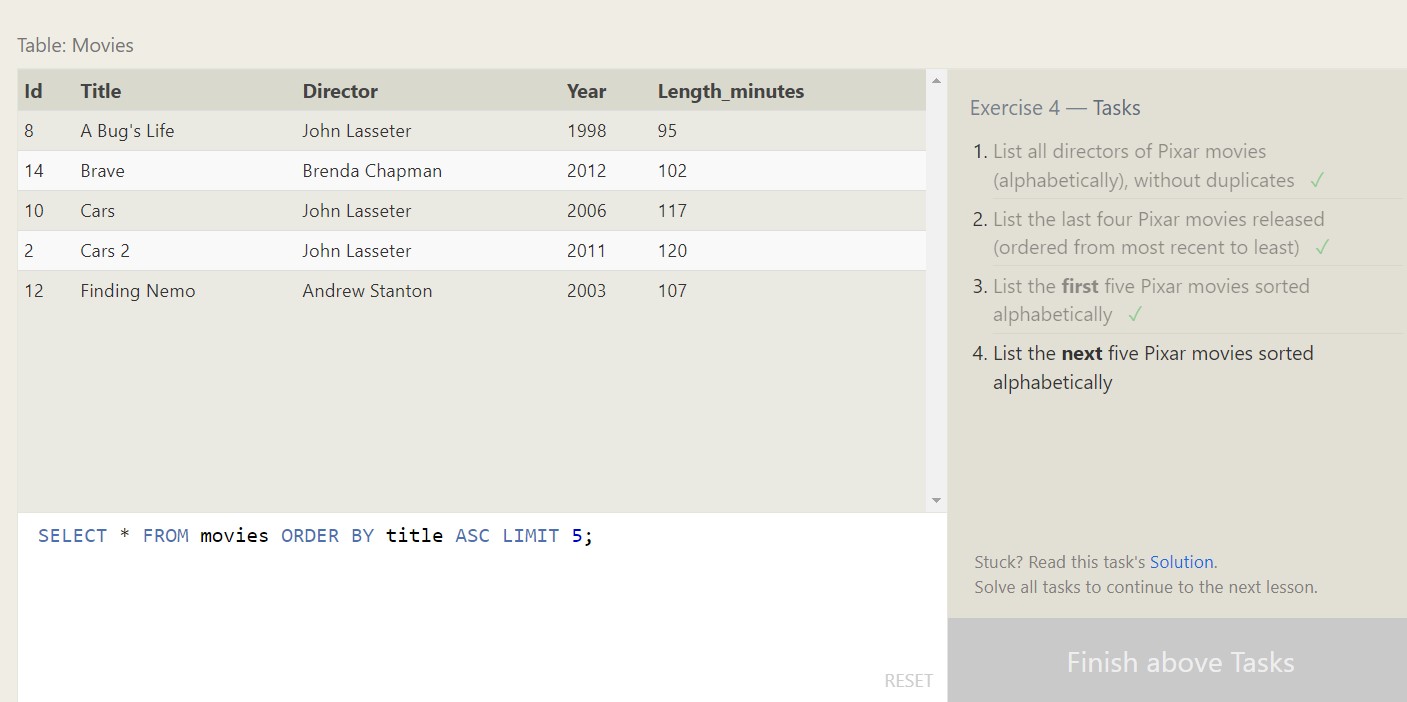 Table: Movies
Id Title Director Year Length_minutes
8 A Bug's Life John Lasseter 1998 95
14 Brave Brenda Chapman 2012 102
10 Cars John Lasseter 2006 117
2 Cars 2 John Lasseter 2011 120
12 Finding Nemo Andrew Stanton 2003 107
SELECT * FROM movies ORDER BY title ASC LIMIT 5;
RESET
Exercise 4 — Tasks
1. List all directors of Pixar movies
(alphabetically), without duplicates ✓
2. List the last four Pixar movies released
(ordered from most recent to least) ✓
3. List the first five Pixar movies sorted
alphabetically ✓
4. List the next five Pixar movies sorted
alphabetically
Stuck? Read this task's Solution.
Solve all tasks to continue to the next lesson.
Finish above Tasks